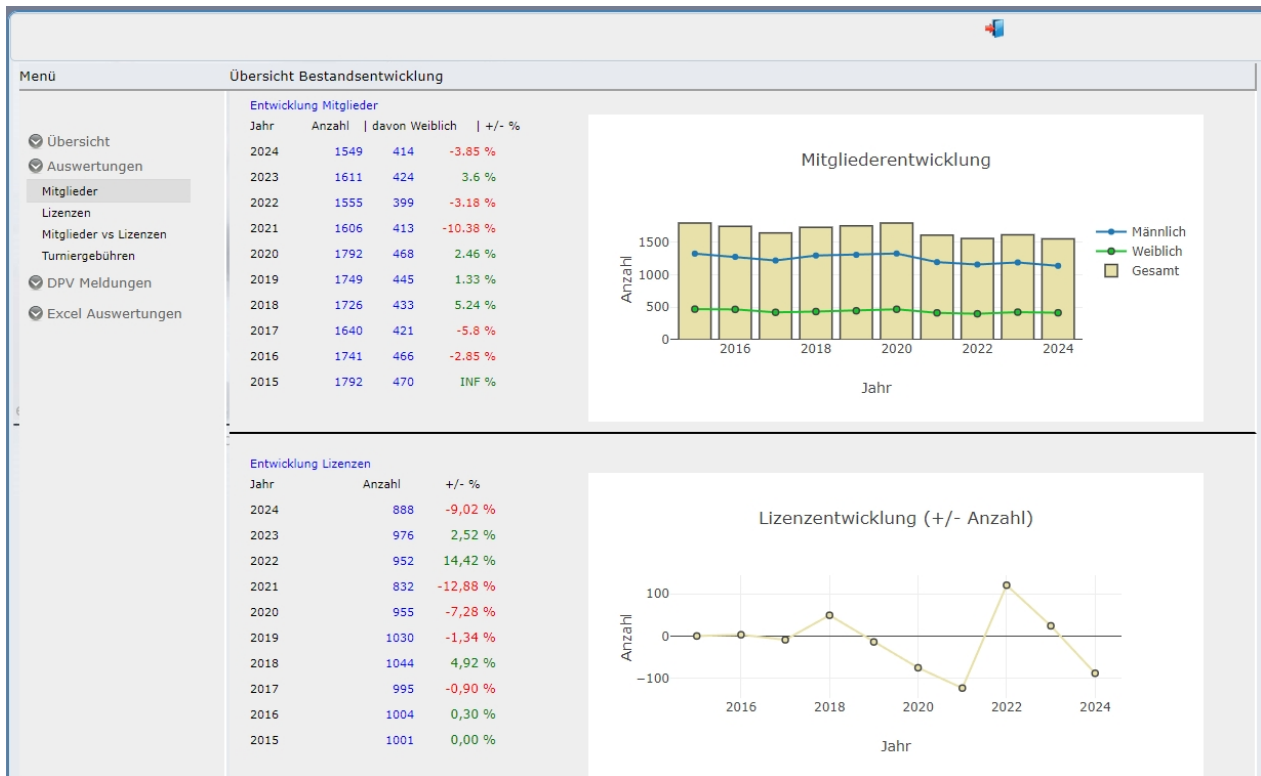 Menü
Übersicht Bestandsentwicklung
Übersicht
Auswertungen
Mitglieder
Lizenzen
Mitglieder vs Lizenzen
Turniergebühren
DPV Meldungen
Excel Auswertungen
Entwicklung Mitglieder
Jahr Anzahl | davon Weiblich | +/- %
2024 1549 414 -3.85 %
2023 1611 424 3.6 %
2022 1555 399 -3.18 %
2021 1606 413 -10.38 %
2020 1792 468 2.46 %
2019 1749 445 1.33 %
2018 1726 433 5.24 %
2017 1640 421 -5.8 %
2016 1741 466 -2.85 %
2015 1792 470 INF %
Mitgliederentwicklung
Anzahl
1500
1000
500
0
2016 2018 2020 2022 2024
Jahr
Männlich
Weiblich
Gesamt
Entwicklung Lizenzen
Jahr Anzahl +/- %
2024 888 -9,02 %
2023 976 2,52 %
2022 952 14,42 %
2021 832 -12,88 %
2020 955 -7,28 %
2019 1030 -1,34 %
2018 1044 4,92 %
2017 995 -0,90 %
2016 1004 0,30 %
2015 1001 0,00 %
Lizenzentwicklung (+/- Anzahl)
Anzahl
100
0
−100
2016 2018 2020 2022 2024
Jahr